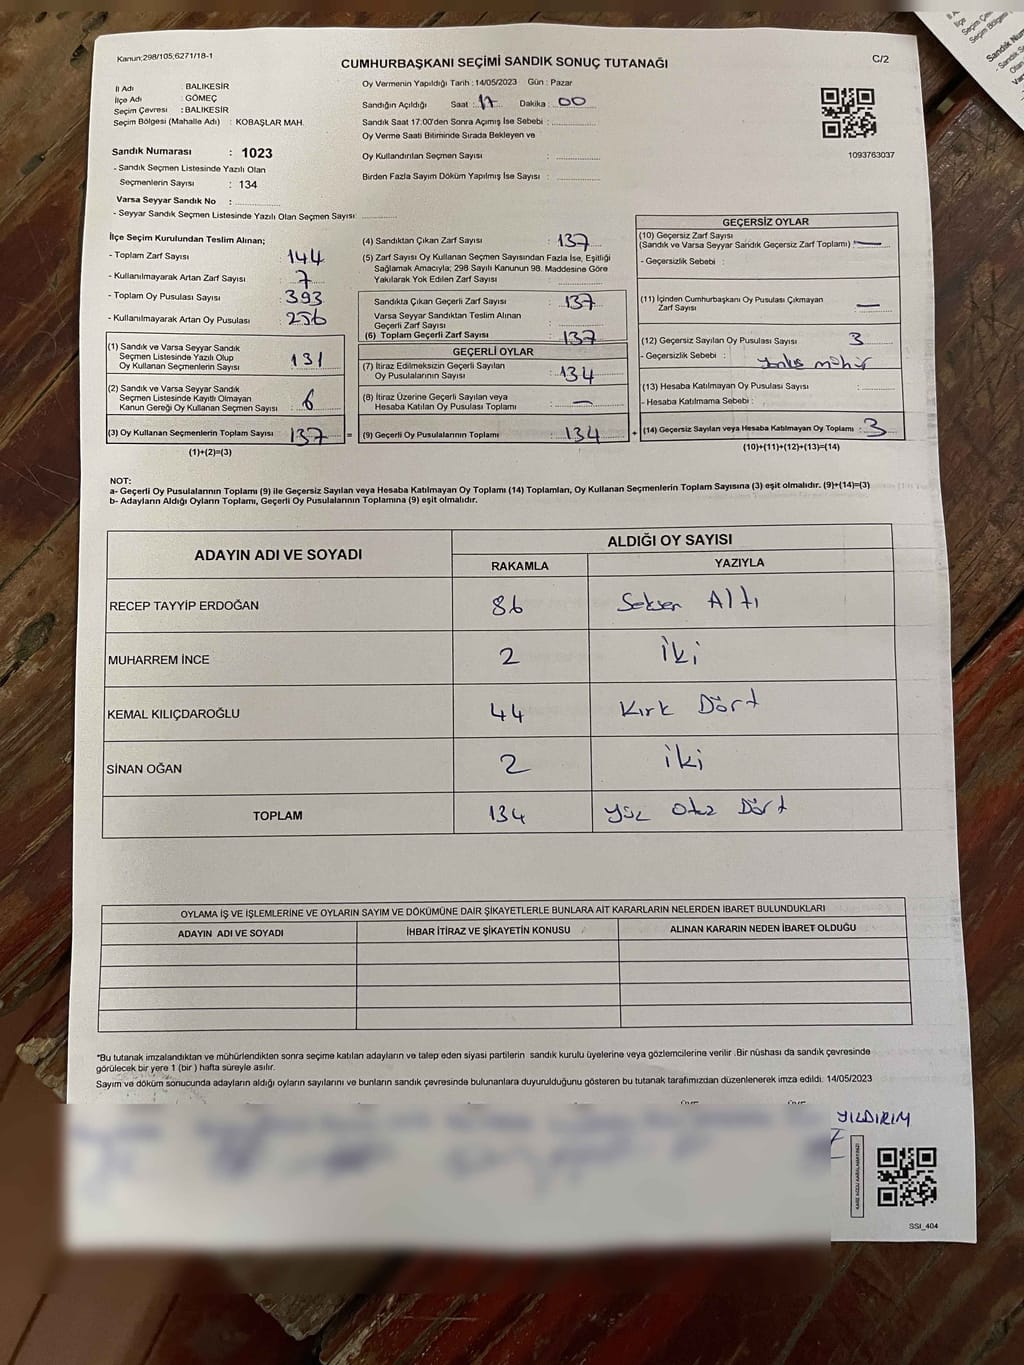 Kanun;298/105;6271/18-1
CUMHURBAŞKANI SEÇİMİ SANDIK SONUÇ TUTANAĞI
C/2
İl Adı : BALIKESİR
İlçe Adı : GÖMEÇ
Seçim Çevresi : BALIKESİR
Seçim Bölgesi (Mahalle Adı) : KOBAŞLAR MAH.
Sandık Numarası : 1023
- Sandık Seçmen Listesinde Yazılı Olan
Seçmenlerin Sayısı : 134
Varsa Seyyar Sandık No :
- Seyyar Sandık Seçmen Listesinde Yazılı Olan Seçmen Sayısı:
Oy Vermenin Yapıldığı Tarih : 14/05/2023 Gün : Pazar
Sandığın Açıldığı Saat : 17 Dakika : 00
Sandık Saat 17:00'den Sonra Açımış İse Sebebi :
Oy Verme Saati Bitiminde Sırada Bekleyen ve
Oy Kullandırılan Seçmen Sayısı :
Birden Fazla Sayım Döküm Yapılmış İse Sayısı :
1093763037
İlçe Seçim Kurulundan Teslim Alınan;
- Toplam Zarf Sayısı : 144
- Kullanılmayarak Artan Zarf Sayısı : 7
- Toplam Oy Pusulası Sayısı : 393
- Kullanılmayarak Artan Oy Pusulası : 256
(1) Sandık ve Varsa Seyyar Sandık
Seçmen Listesinde Yazılı Olup
Oy Kullanan Seçmenlerin Sayısı : 131
(2) Sandık ve Varsa Seyyar Sandık
Seçmen Listesinde Kayıtlı Olmayan
Kanun Gereği Oy Kullanan Seçmen Sayısı : 6
(3) Oy Kullanan Seçmenlerin Toplam Sayısı : 137 =
(1)+(2)=(3)
(4) Sandıktan Çıkan Zarf Sayısı : 137
(5) Zarf Sayısı Oy Kullanan Seçmen Sayısından Fazla İse, Eşitliği
Sağlamak Amacıyla; 298 Sayılı Kanunun 98. Maddesine Göre
Yakılarak Yok Edilen Zarf Sayısı :
Sandıkta Çıkan Geçerli Zarf Sayısı : 137
Varsa Seyyar Sandıktan Teslim Alınan
Geçerli Zarf Sayısı :
(6) Toplam Geçerli Zarf Sayısı : 137
GEÇERLİ OYLAR
(7) İtiraz Edilmeksizin Geçerli Sayılan
Oy Pusulalarının Sayısı : 134
(8) İtiraz Üzerine Geçerli Sayılan veya
Hesaba Katılan Oy Pusulası Toplamı : —
(9) Geçerli Oy Pusulalarının Toplamı : 134 +
GEÇERSİZ OYLAR
(10) Geçersiz Zarf Sayısı
(Sandık ve Varsa Seyyar Sandık Geçersiz Zarf Toplamı) : —
- Geçersizlik Sebebi :
(11) İçinden Cumhurbaşkanı Oy Pusulası Çıkmayan
Zarf Sayısı : —
(12) Geçersiz Sayılan Oy Pusulası Sayısı : 3
- Geçersizlik Sebebi : yanlış mühür
(13) Hesaba Katılmayan Oy Pusulası Sayısı :
- Hesaba Katılmama Sebebi :
(14) Geçersiz Sayılan veya Hesaba Katılmayan Oy Toplamı : 3
(10)+(11)+(12)+(13)=(14)
NOT:
a- Geçerli Oy Pusulalarının Toplamı (9) ile Geçersiz Sayılan veya Hesaba Katılmayan Oy Toplamı (14) Toplamları, Oy Kullanan Seçmenlerin Toplam Sayısına (3) eşit olmalıdır. (9)+(14)=(3)
b- Adayların Aldığı Oyların Toplamı, Geçerli Oy Pusulalarının Toplamına (9) eşit olmalıdır.
ADAYIN ADI VE SOYADI ALDIĞI OY SAYISI
RAKAMLA YAZIYLA
RECEP TAYYİP ERDOĞAN 86 Seksen Altı
MUHARREM İNCE 2 İki
KEMAL KILIÇDAROĞLU 44 Kırk Dört
SİNAN OĞAN 2 iki
TOPLAM 134 Yüz Otuz Dört
OYLAMA İŞ VE İŞLEMLERİNE VE OYLARIN SAYIM VE DÖKÜMÜNE DAİR ŞİKAYETLERLE BUNLARA AİT KARARLARIN NELERDEN İBARET BULUNDUKLARI
ADAYIN ADI VE SOYADI İHBAR İTİRAZ VE ŞİKAYETİN KONUSU ALINAN KARARIN NEDEN İBARET OLDUĞU
*Bu tutanak imzalandıktan ve mühürlendikten sonra seçime katılan adayların ve talep eden siyasi partilerin sandık kurulu üyelerine veya gözlemcilerine verilir .Bir nüshası da sandık çevresinde
görülecek bir yere 1 (bir ) hafta süreyle asılır.
Sayım ve döküm sonucunda adayların aldığı oyların sayılarını ve bunların sandık çevresinde bulunanlara duyurulduğunu gösteren bu tutanak tarafımızdan düzenlenerek imza edildi. 14/05/2023
YILDIRIM
SSI_404